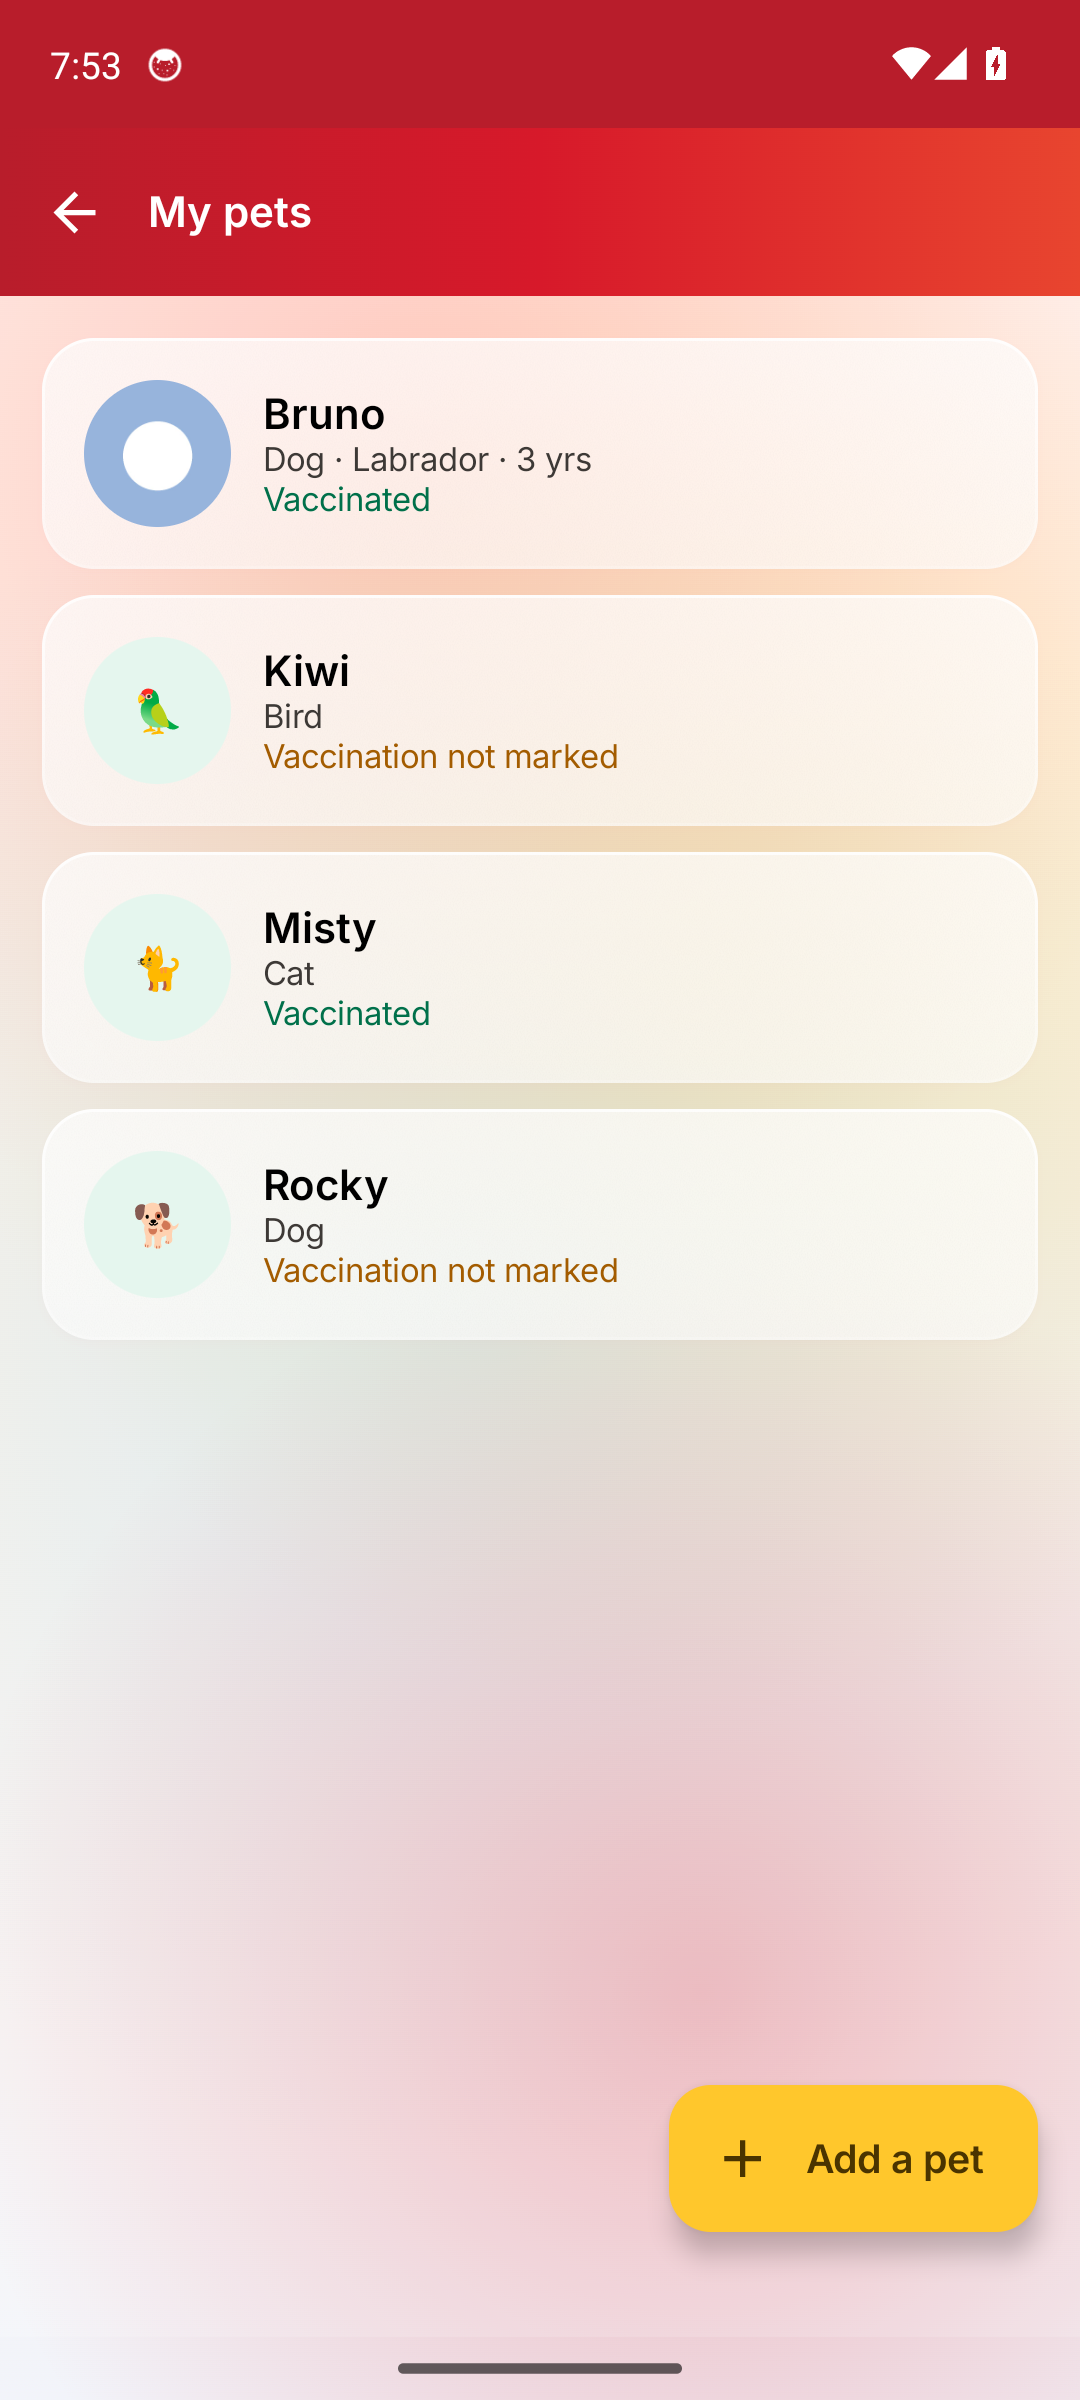 7:53
My pets
Bruno
Dog · Labrador · 3 yrs
Vaccinated
Kiwi
Bird
Vaccination not marked
Misty
Cat
Vaccinated
Rocky
Dog
Vaccination not marked
Add a pet